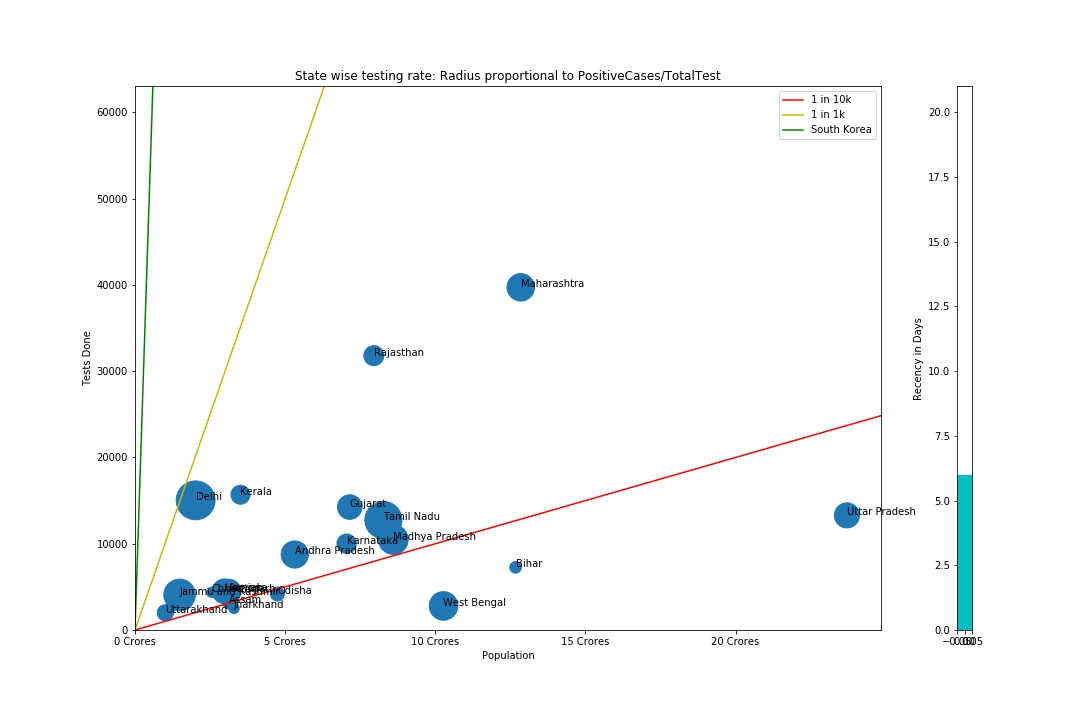 State wise testing rate: Radius proportional to PositiveCases/TotalTest
1 in 10k
1 in 1k
South Korea
60000
50000
40000
30000
20000
10000
0
Tests Done
Maharashtra
Rajasthan
Delhi
Kerala
Gujarat
Tamil Nadu
Uttar Pradesh
Madhya Pradesh
Karnataka
Andhra Pradesh
Bihar
Jammu and Kashmir
Odisha
Assam
Jharkhand
West Bengal
Uttarakhand
0 Crores
5 Crores
10 Crores
15 Crores
20 Crores
Population
20.0
17.5
15.0
12.5
10.0
7.5
5.0
2.5
0.0
Recency in Days